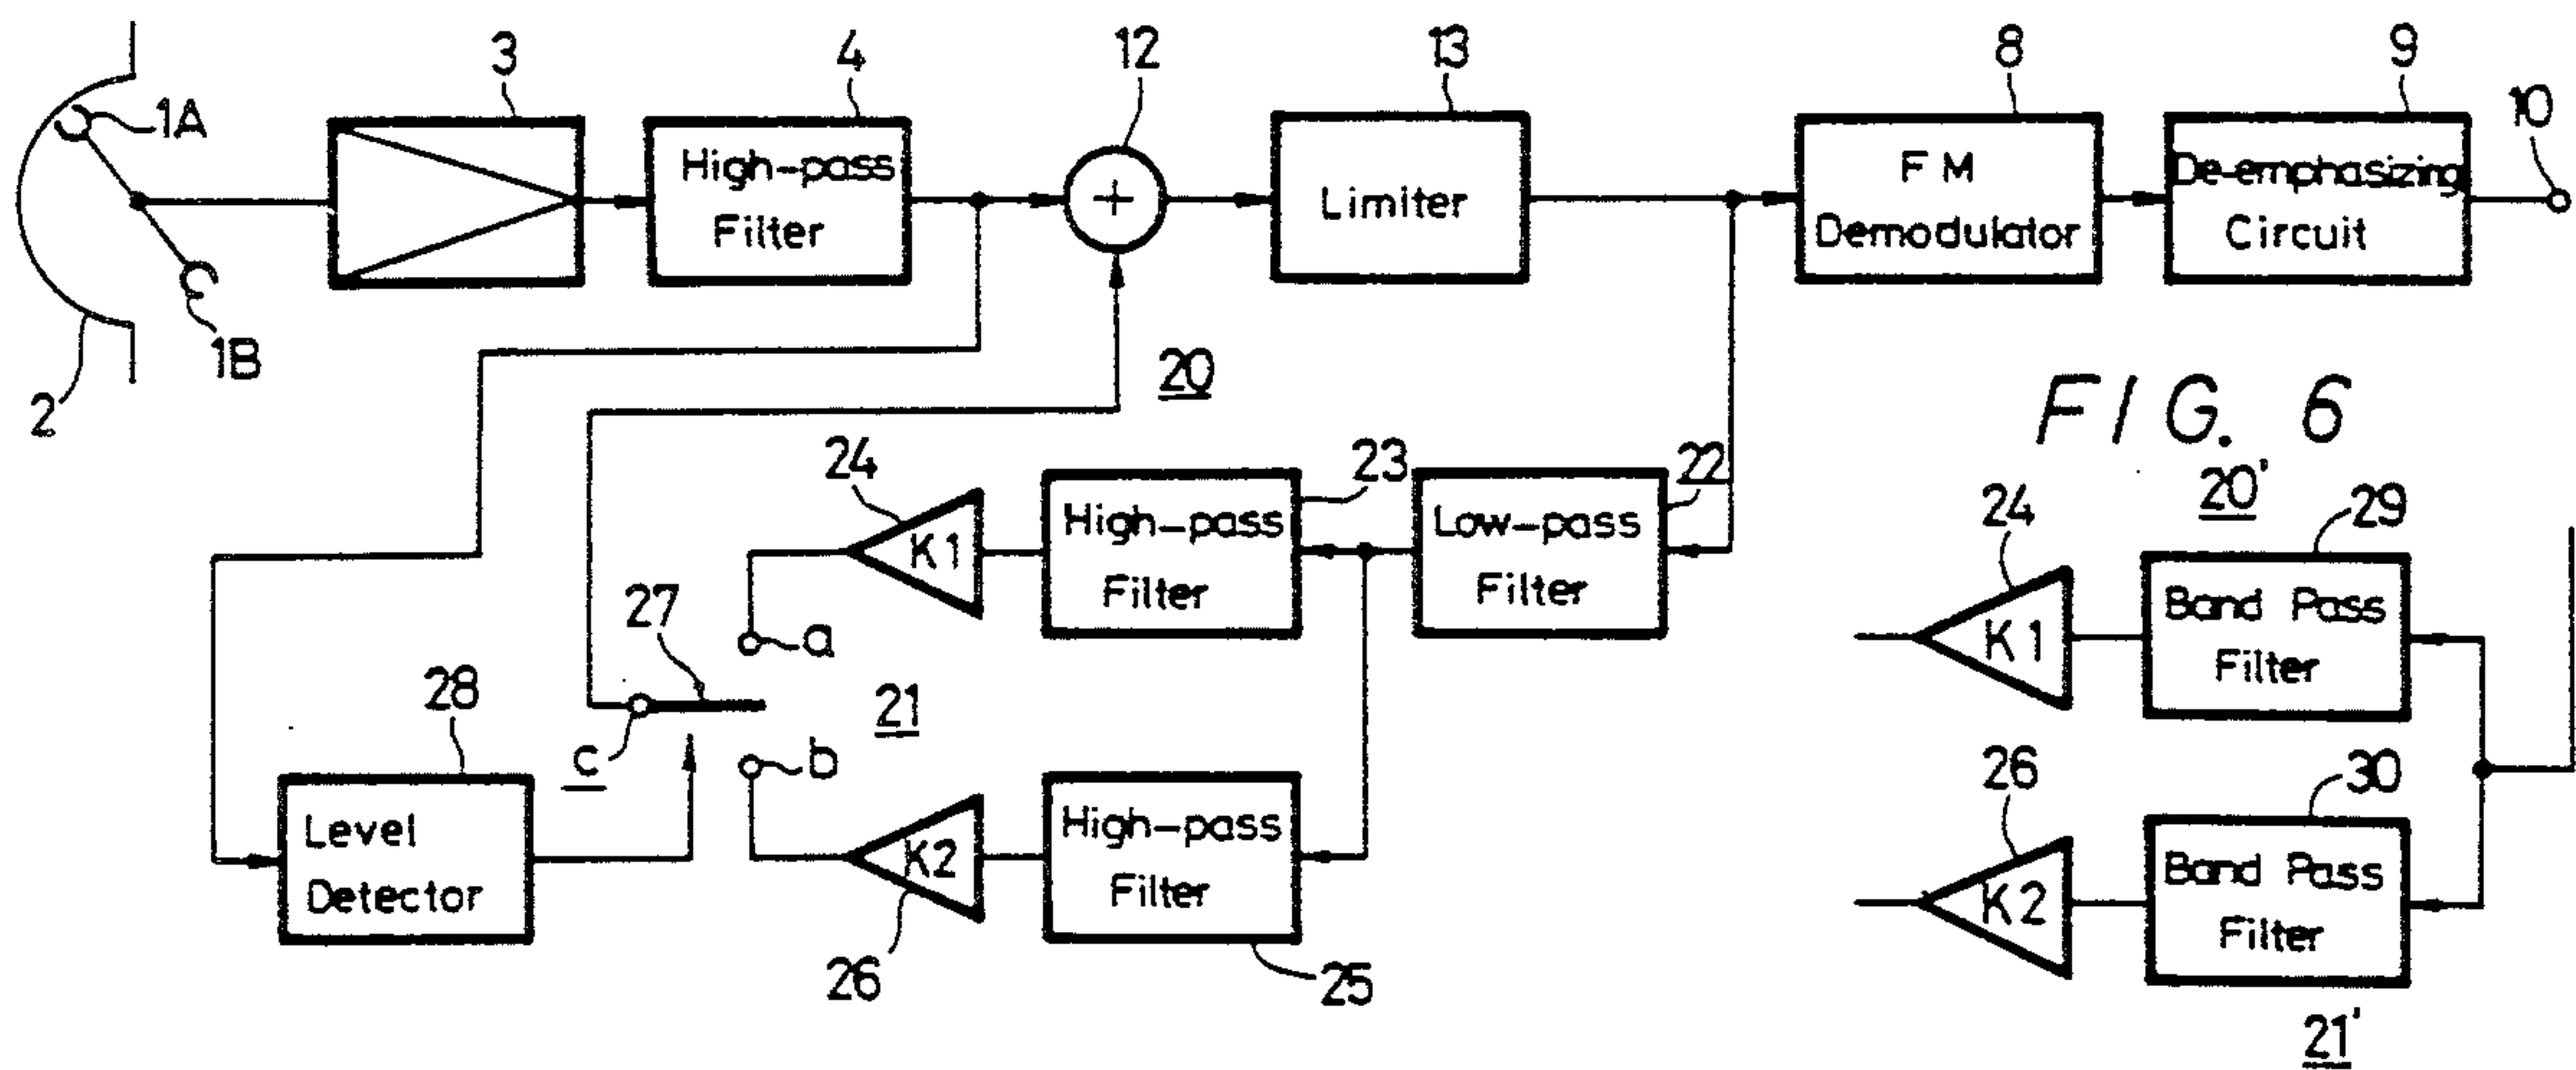 3
4
12
13
8
9
10
1A
1B
2
High-pass
Filter
+
Limiter
FM
Demodulator
De-emphasizing
Circuit
20
FIG. 6
24
K1
23
High-pass
Filter
22
Low-pass
Filter
a
27
21
c
b
28
Level
Detector
K2
26
High-pass
Filter
25
20'
24
K1
29
Band Pass
Filter
26
K2
30
Band Pass
Filter
21'